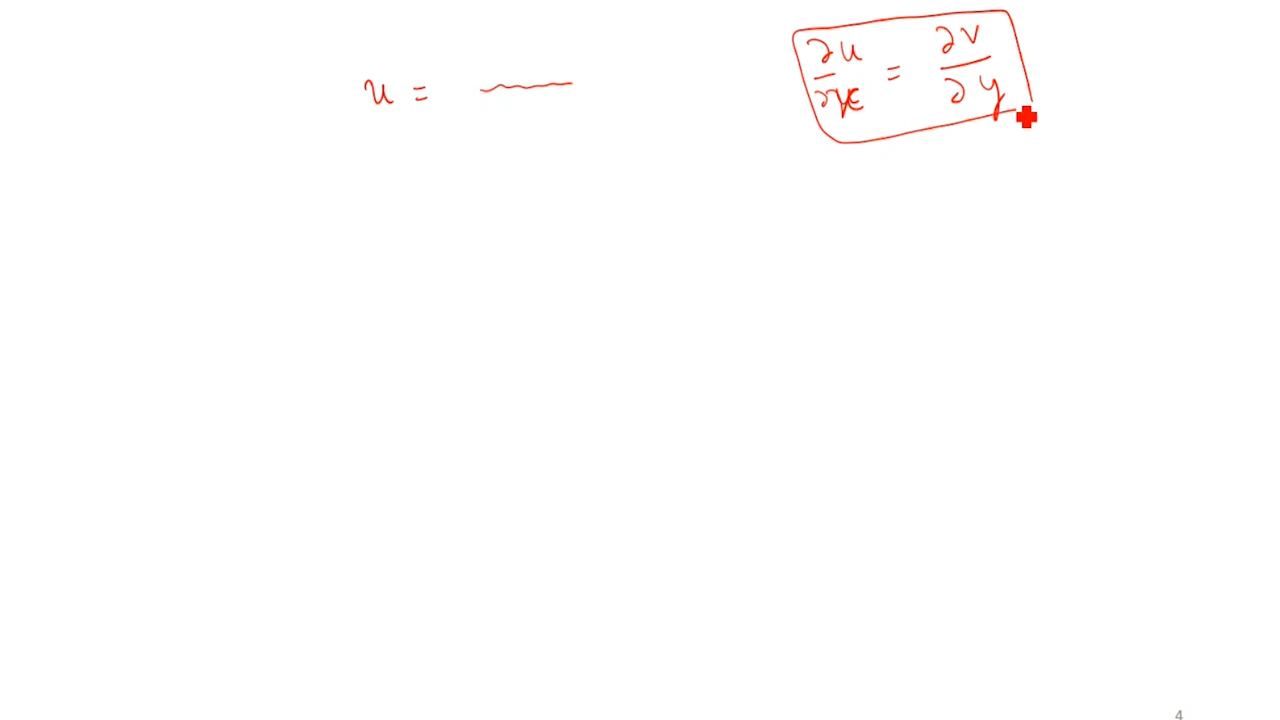 u =
∂u/∂x = ∂v/∂y
4